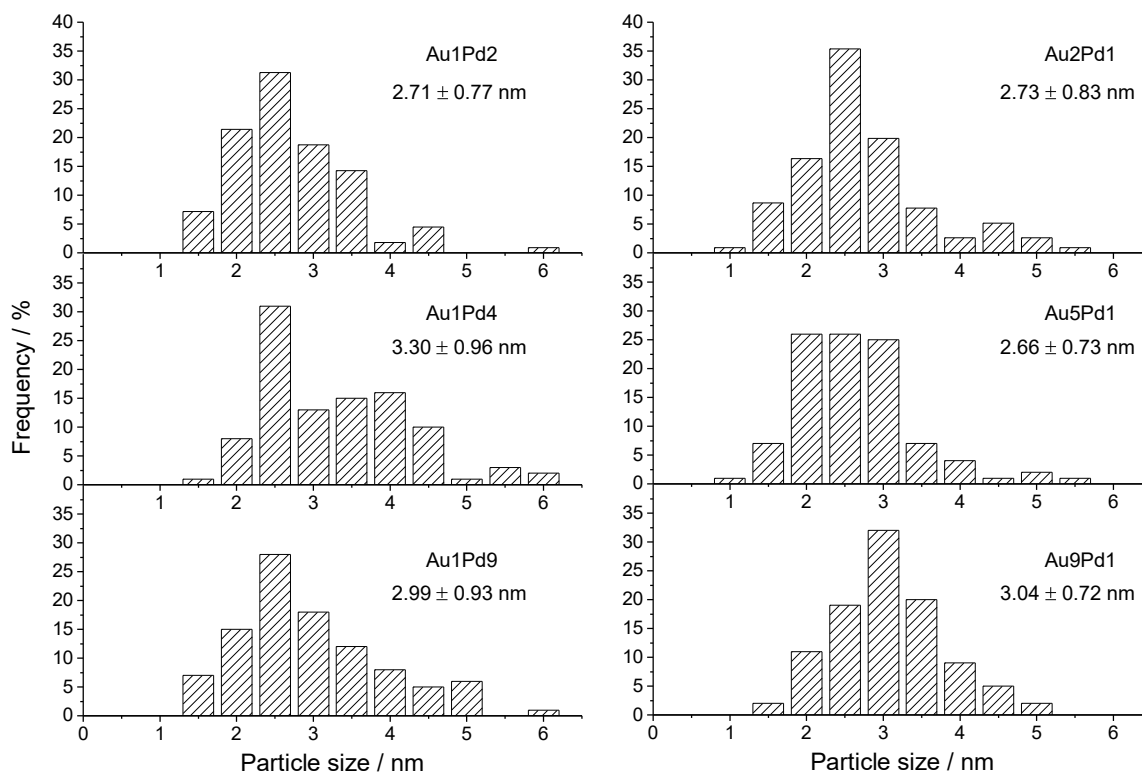 40
35
30
25
20
15
10
5
0
Au1Pd2
2.71 ± 0.77 nm
1 2 3 4 5 6
35
30
25
20
15
10
5
0
Au1Pd4
3.30 ± 0.96 nm
1 2 3 4 5 6
35
30
25
20
15
10
5
0
Au1Pd9
2.99 ± 0.93 nm
0 1 2 3 4 5 6
Frequency / %
Particle size / nm
40
35
30
25
20
15
10
5
0
Au2Pd1
2.73 ± 0.83 nm
1 2 3 4 5 6
35
30
25
20
15
10
5
0
Au5Pd1
2.66 ± 0.73 nm
1 2 3 4 5 6
35
30
25
20
15
10
5
0
Au9Pd1
3.04 ± 0.72 nm
0 1 2 3 4 5 6
Particle size / nm